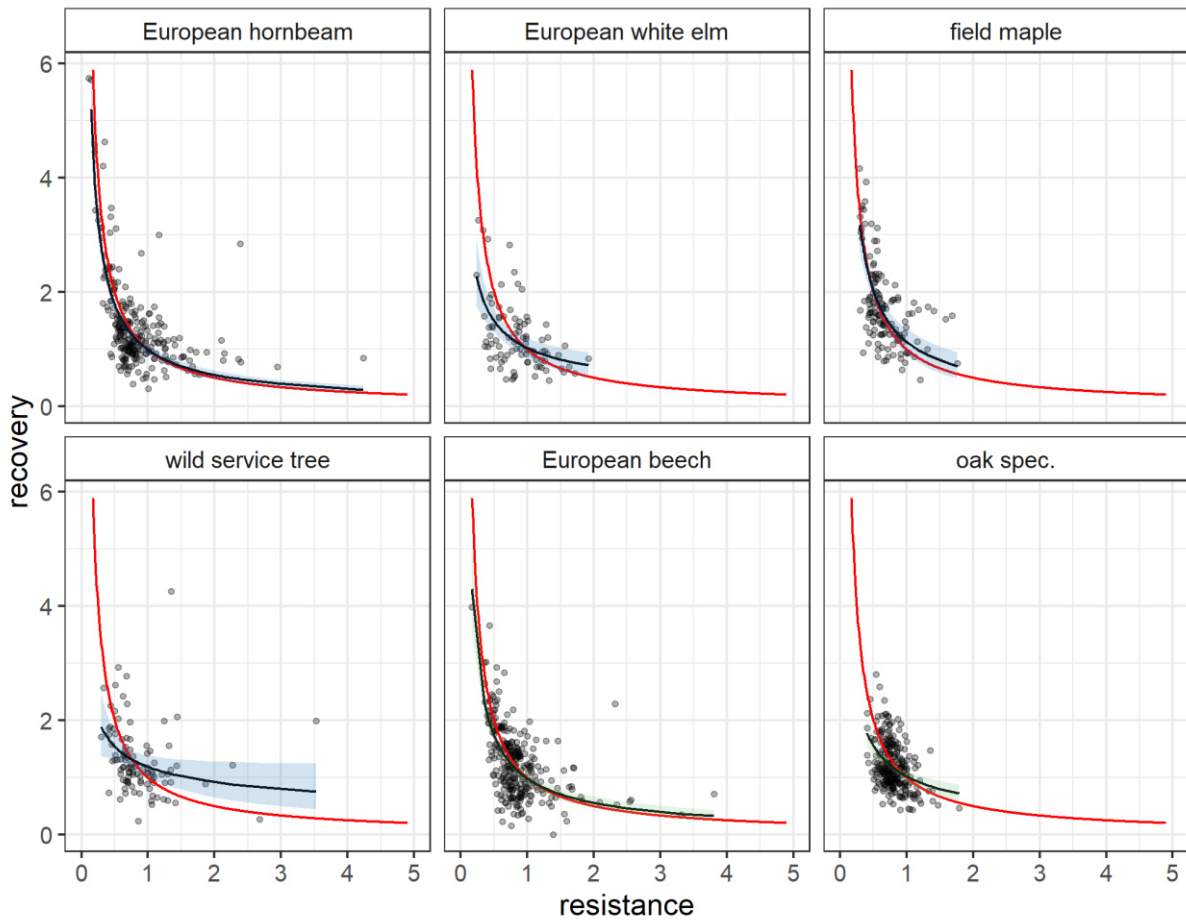 European hornbeam
European white elm
field maple
6
4
2
0
wild service tree
European beech
oak spec.
6
4
2
0
recovery
0 1 2 3 4 5
0 1 2 3 4 5
0 1 2 3 4 5
resistance